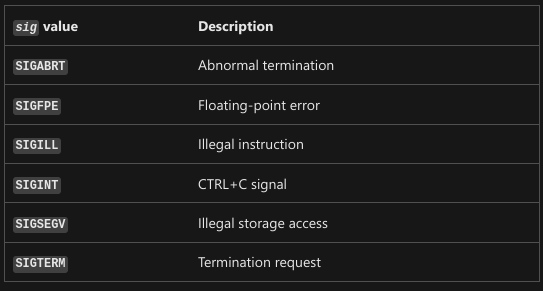 sig value Description
SIGABRT Abnormal termination
SIGFPE Floating-point error
SIGILL Illegal instruction
SIGINT CTRL+C signal
SIGSEGV Illegal storage access
SIGTERM Termination request